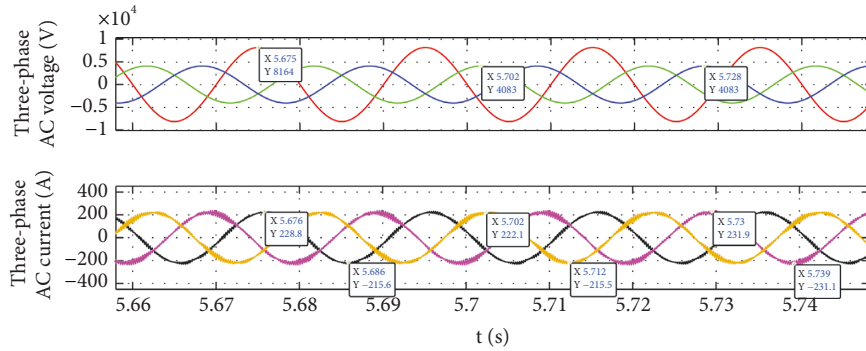 ×10⁴
Three-phase
AC voltage (V)
1
0.5
0
−0.5
−1
X 5.675
Y 8164
X 5.702
Y 4083
X 5.728
Y 4083
Three-phase
AC current (A)
400
200
0
−200
−400
X 5.676
Y 228.8
X 5.702
Y 222.1
X 5.73
Y 231.9
X 5.686
Y −215.6
X 5.712
Y −215.5
X 5.739
Y −231.1
5.66 5.67 5.68 5.69 5.7 5.71 5.72 5.73 5.74
t (s)